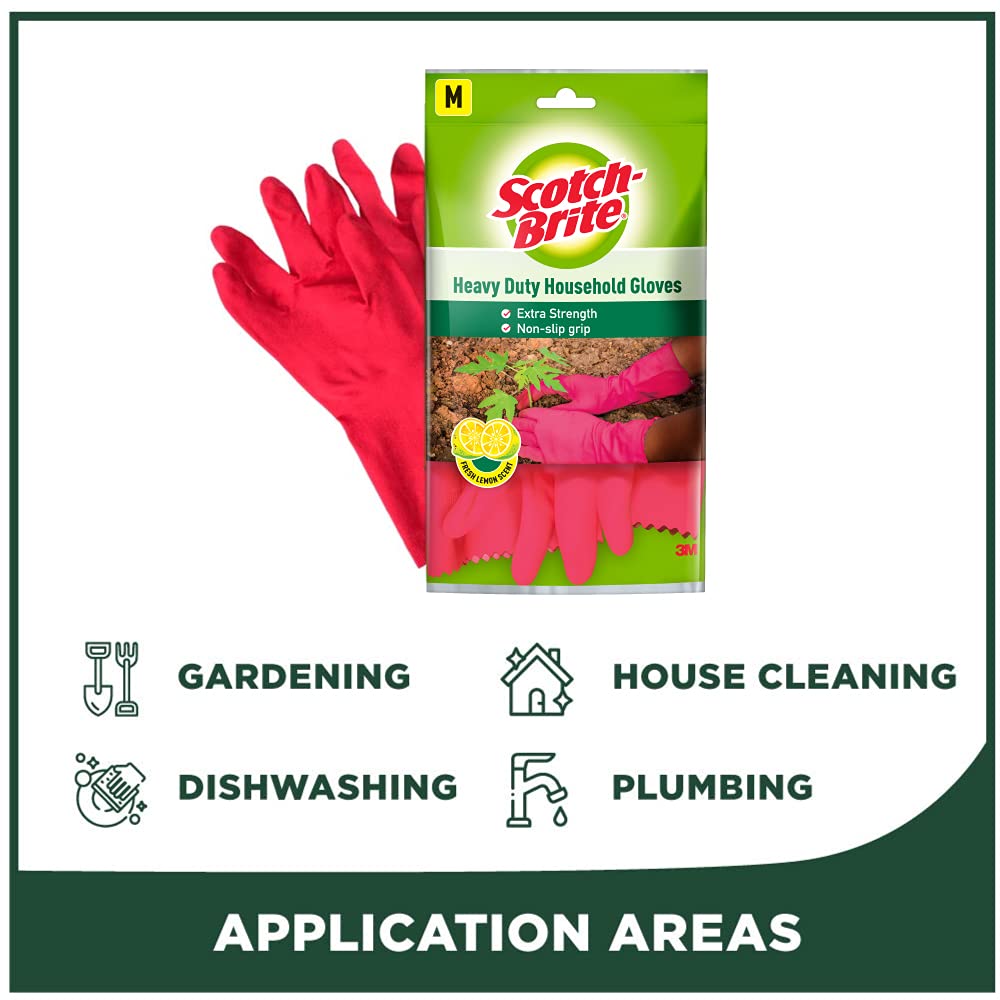 M
Scotch-
Brite
Heavy Duty Household Gloves
Extra Strength
Non-slip grip
FRESH LEMON SCENT
3M
GARDENING
HOUSE CLEANING
DISHWASHING
PLUMBING
APPLICATION AREAS